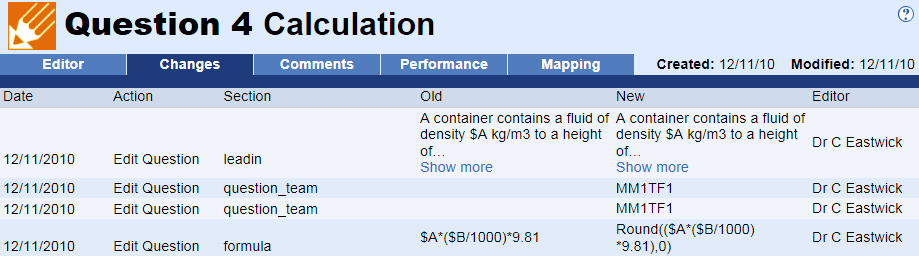 Question 4 Calculation
?
Editor Changes Comments Performance Mapping Created: 12/11/10 Modified: 12/11/10
Date Action Section Old New Editor
12/11/2010 Edit Question leadin A container contains a fluid of A container contains a fluid of Dr C Eastwick
density $A kg/m3 to a height density $A kg/m3 to a height
of... of...
Show more Show more
12/11/2010 Edit Question question_team MM1TF1 Dr C Eastwick
12/11/2010 Edit Question question_team MM1TF1 Dr C Eastwick
12/11/2010 Edit Question formula $A*($B/1000)*9.81 Round(($A*($B/1000) Dr C Eastwick
*9.81),0)